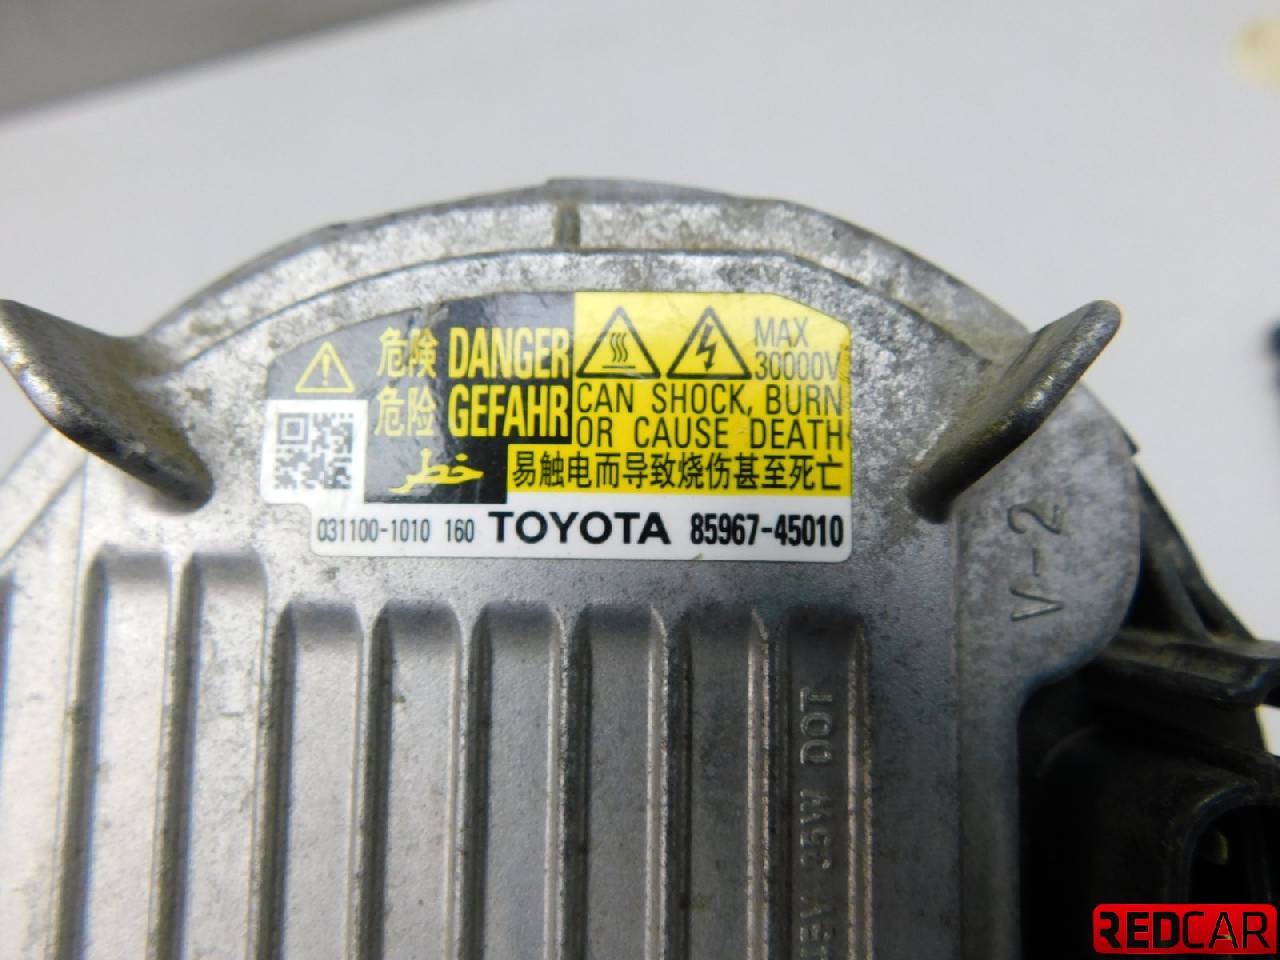 危険 DANGER
危险 GEFAHR
خطر
MAX
30000V
CAN SHOCK, BURN
OR CAUSE DEATH
易触电而导致烧伤甚至死亡
031100-1010 160 TOYOTA 85967-45010
V-2
35W DOT
REDCAR